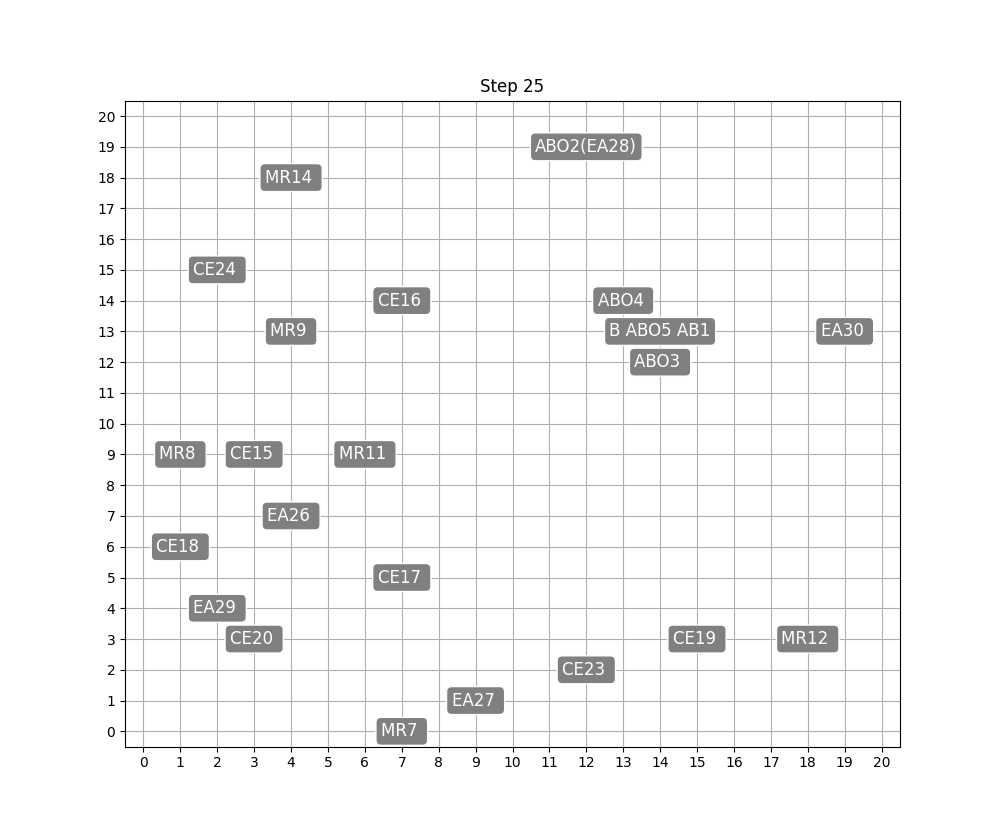 Step 25
20
19
18
17
16
15
14
13
12
11
10
9
8
7
6
5
4
3
2
1
0
ABO2(EA28)
MR14
CE24
CE16
ABO4
MR9
B ABO5 AB1
EA30
ABO3
MR8
CE15
MR11
EA26
CE18
CE17
EA29
CE20
CE19
MR12
CE23
EA27
MR7
0 1 2 3 4 5 6 7 8 9 10 11 12 13 14 15 16 17 18 19 20